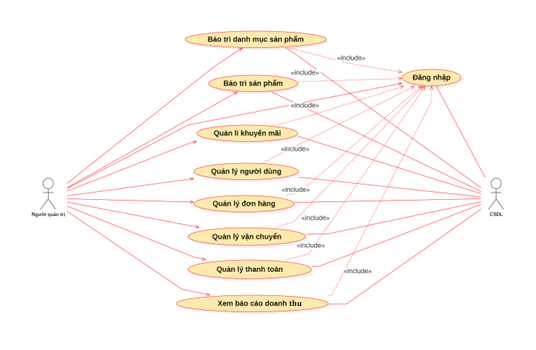 Bảo trì danh mục sản phẩm
«include»
Đăng nhập
«include»
Bảo trì sản phẩm
«include»
Quản lí khuyến mãi
«include»
Quản lý người dùng
«include»
Quản lý đơn hàng
Người quản trị
CSDL
«include»
Quản lý vận chuyển
«include»
Quản lý thanh toán
«include»
Xem báo cáo doanh thu